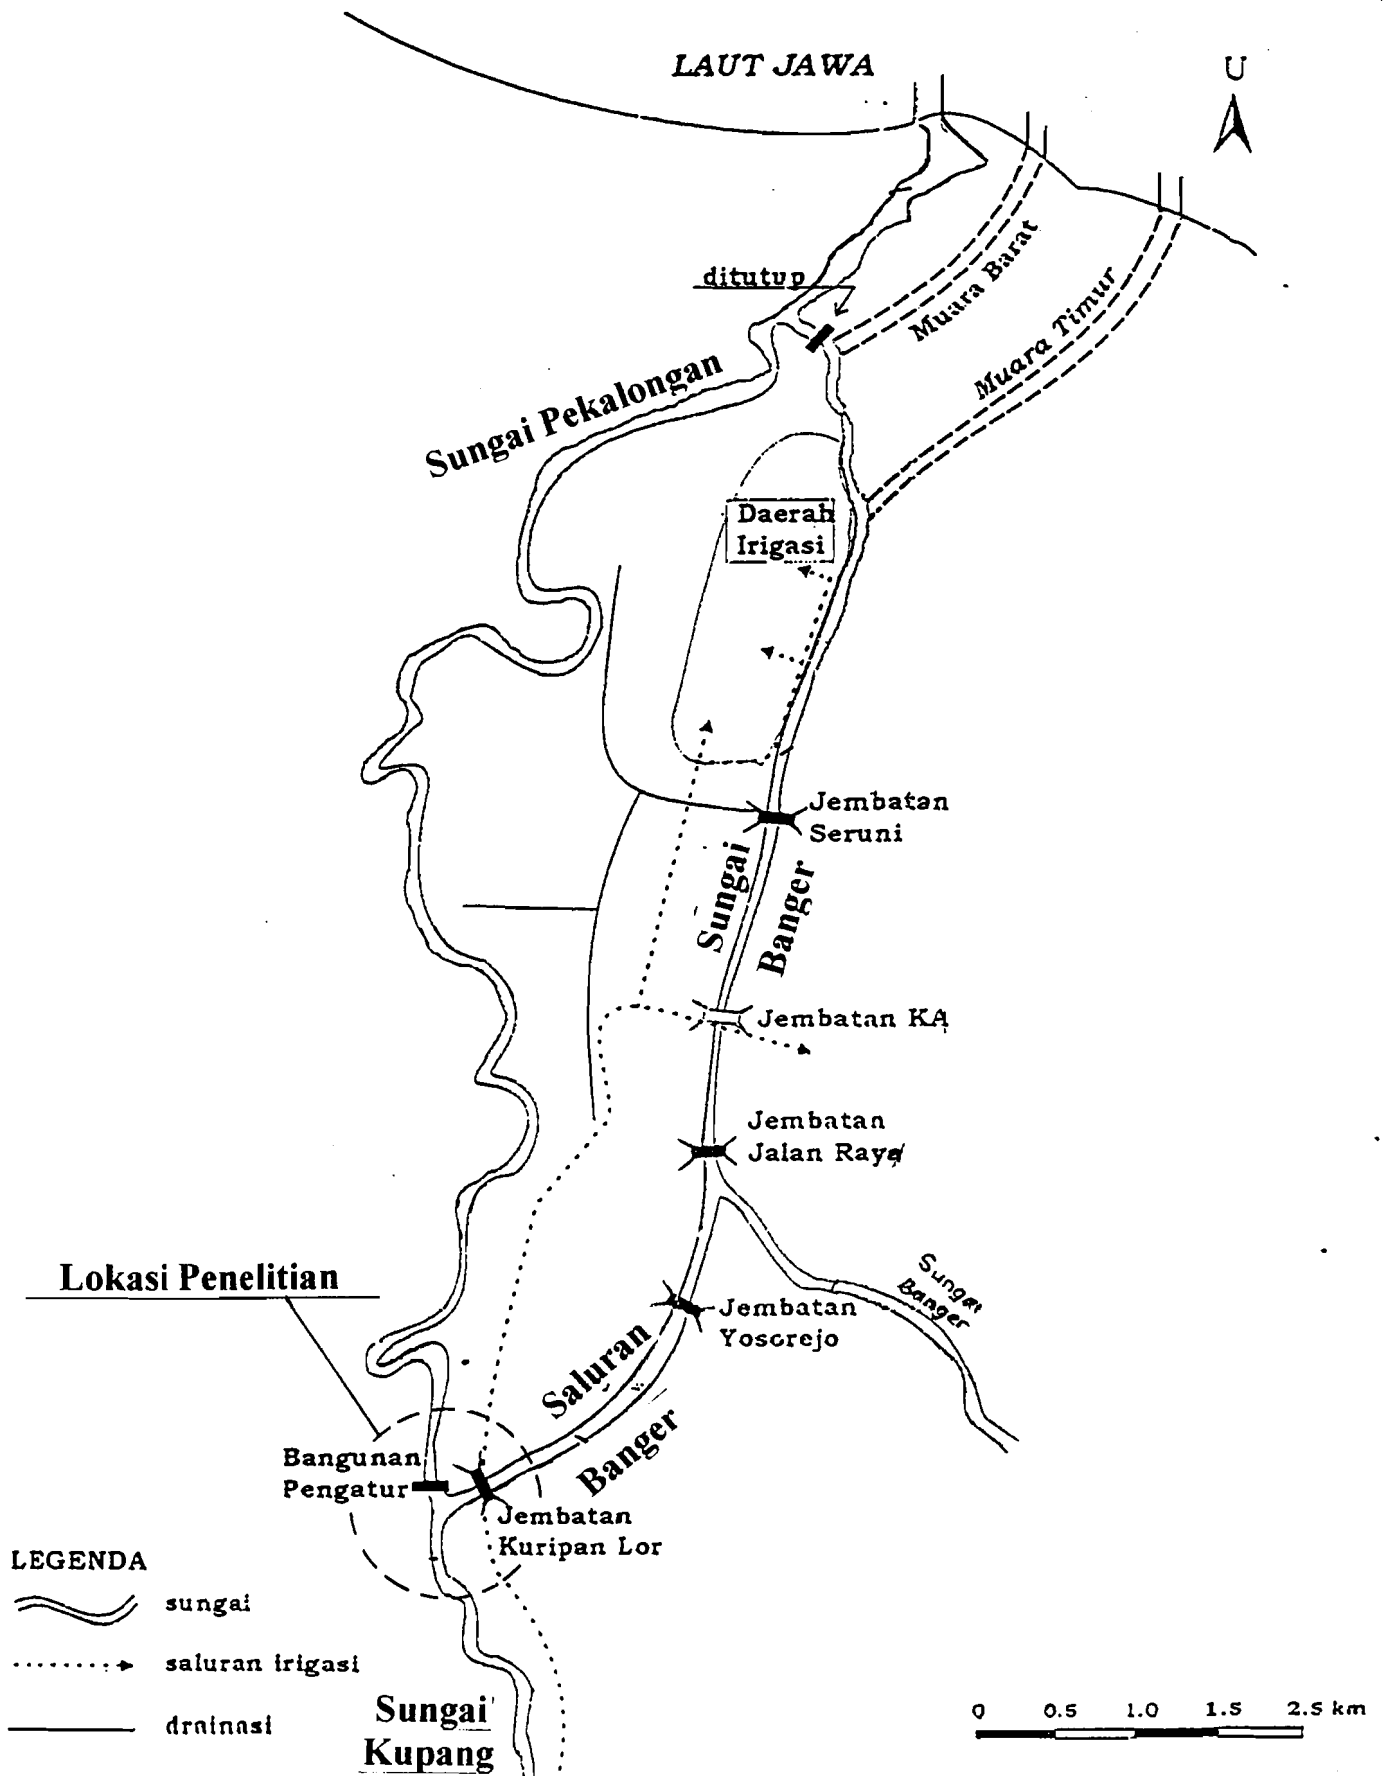 LAUT JAWA
U
ditutup
Muara Barat
Muara Timur
Sungai Pekalongan
Daerah
Irigasi
Jembatan
Seruni
Sungai
Banger
Jembatan KA
Jembatan
Jalan Raya
Sungai
Banger
Lokasi Penelitian
Jembatan
Yosorejo
Saluran
Banger
Bangunan
Pengatur
Jembatan
Kuripan Lor
LEGENDA
sungai
saluran irigasi
drainasi
Sungai
Kupang
0 0.5 1.0 1.5 2.5 km